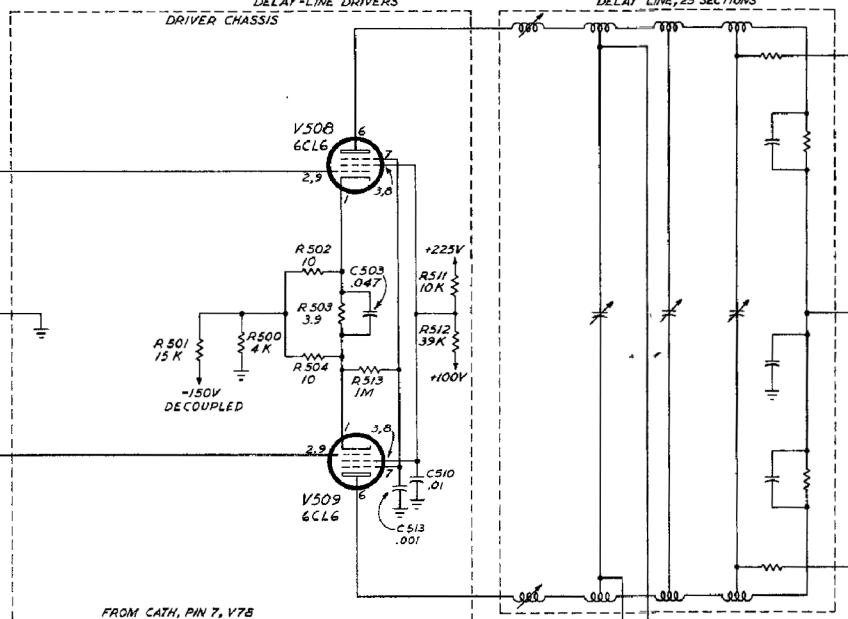 DELAY-LINE DRIVERS
DELAY LINE, 25 SECTIONS
DRIVER CHASSIS
V508
6CL6
6
7
2,9
3,8
1
R502
10
C503
.047
+225V
R511
10K
R503
3.9
R512
39K
R501
15K
R500
4K
R504
10
R513
1M
+100V
-150V
DECOUPLED
1
3,8
2,9
7
6
C510
.01
V509
6CL6
C513
.001
FROM CATH, PIN 7, V78